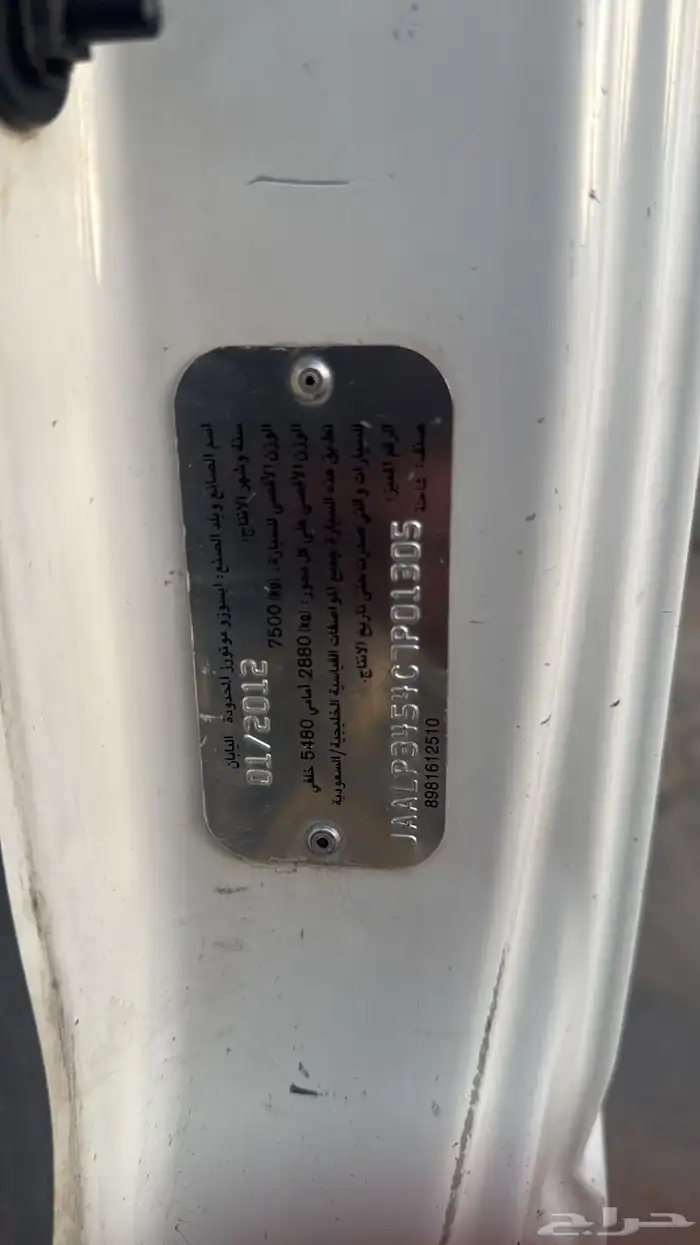 اسم الصانع وبلد الصنع: ايسوزو موتورز المحدودة اليابان
سنة وشهر الانتاج: 01/2012
الوزن الأقصى للسيارة: 7500 (kg)
الوزن الأقصى على كل محور: 2880 (kg) أمامي 5480 خلفي
تطابق هذه السيارة جميع المواصفات القياسية الخليجية/السعودية
للسيارات والتي صدرت حتى تاريخ الانتاج.
الرقم المميز: JAALP3454C7P01305
صنف: شاحنة 8981612510
حراج